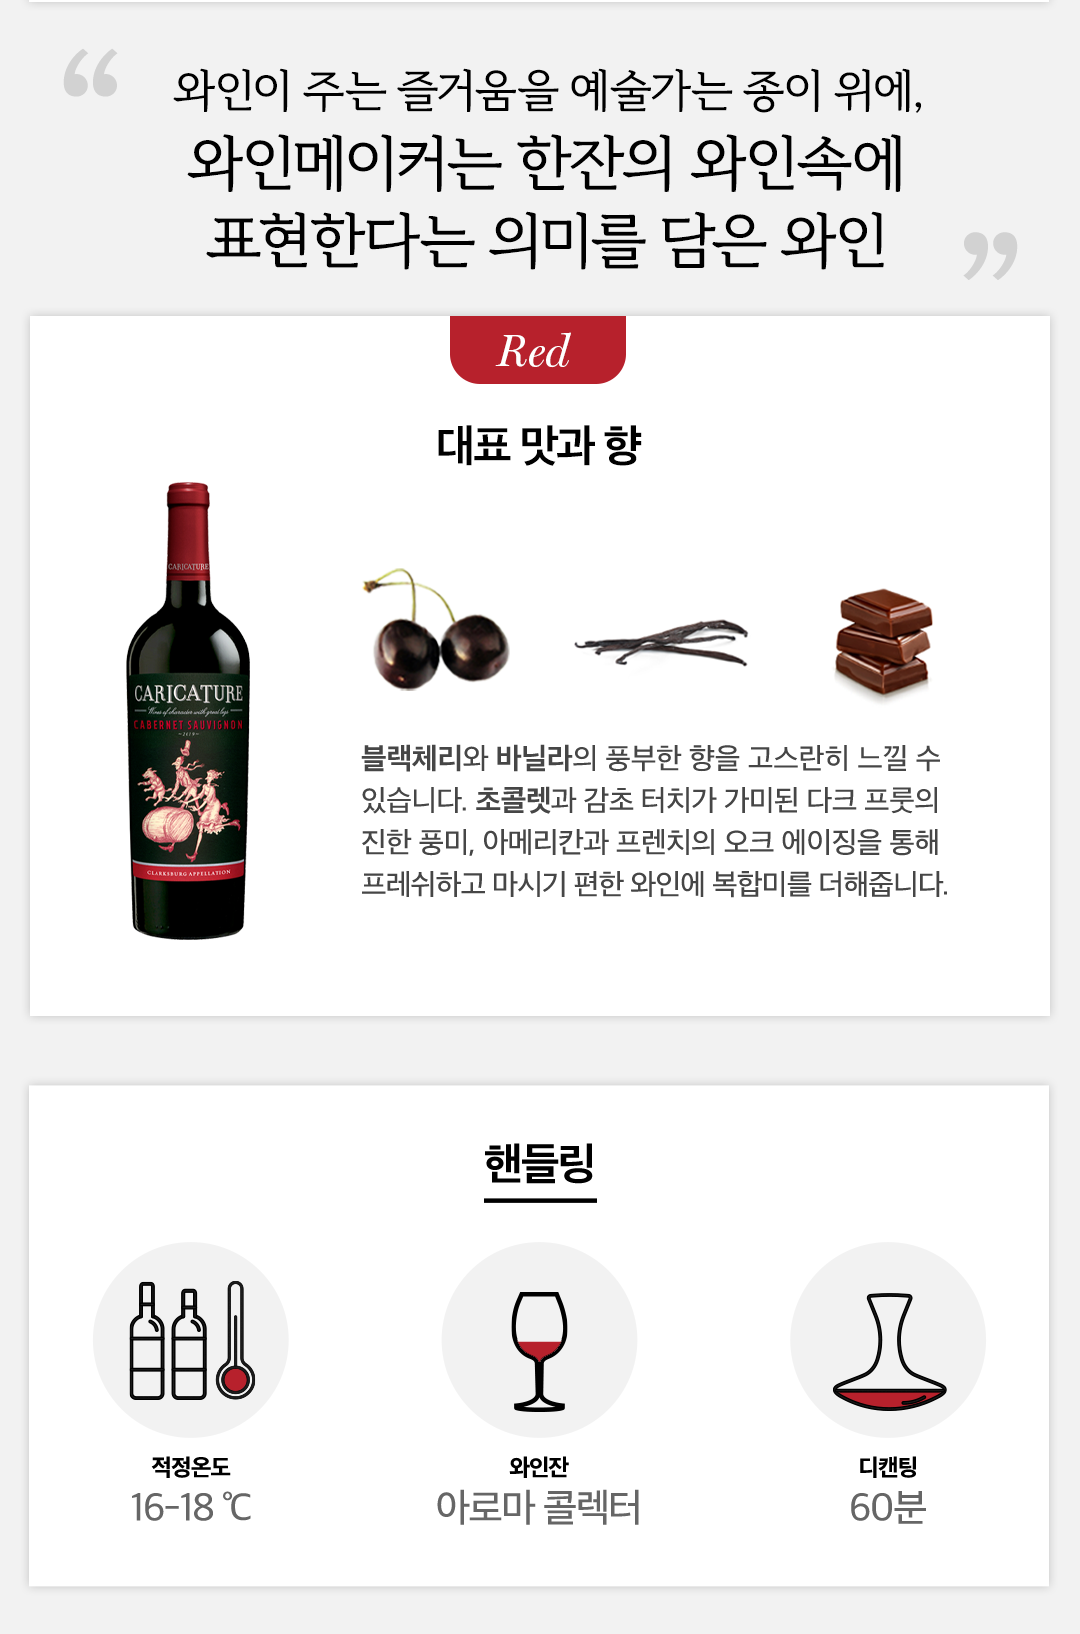 “
와인이 주는 즐거움을 예술가는 종이 위에,
와인메이커는 한잔의 와인속에
표현한다는 의미를 담은 와인
”
Red
대표 맛과 향
CARICATURE
CARICATURE
Wines of character with great legs
CABERNET SAUVIGNON
2019
CLARKSBURG APPELLATION
블랙체리와 바닐라의 풍부한 향을 고스란히 느낄 수
있습니다. 초콜렛과 감초 터치가 가미된 다크 프룻의
진한 풍미, 아메리칸과 프렌치의 오크 에이징을 통해
프레쉬하고 마시기 편한 와인에 복합미를 더해줍니다.
핸들링
적정온도
16-18 ℃
와인잔
아로마 콜렉터
디캔팅
60분